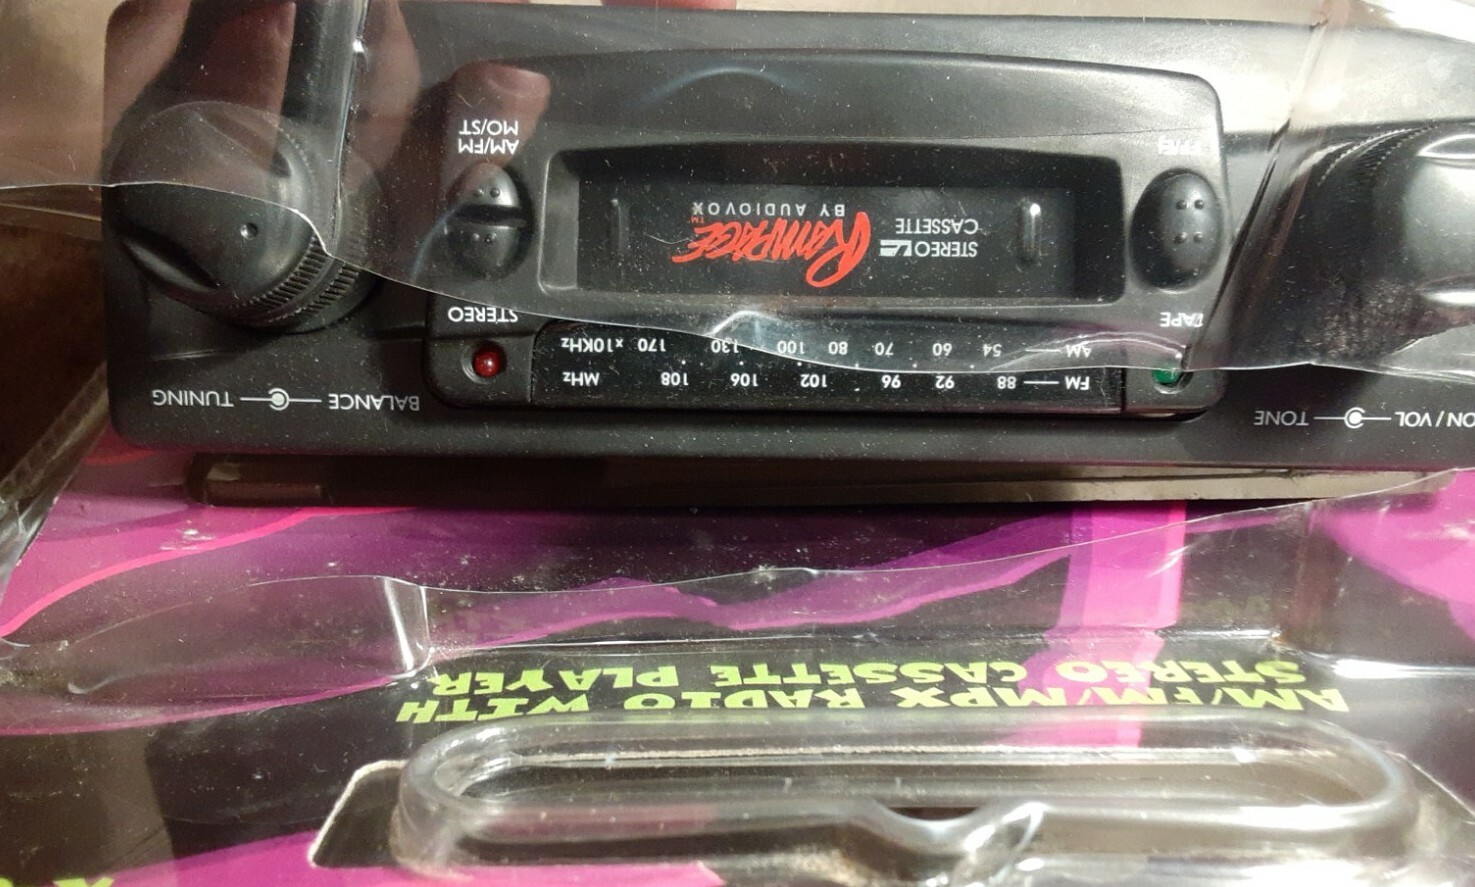 AM/FM/MPX RADIO WITH
STEREO CASSETTE PLAYER
ON / VOL TONE
BALANCE TUNING
FM 88 92 96 102 106 108 MHz
AM 54 60 70 80 100 130 170 x10KHz
TAPE
STEREO
STEREO
CASSETTE
RAMPAGE™
BY AUDIOVOX
AM/FM
MO/ST